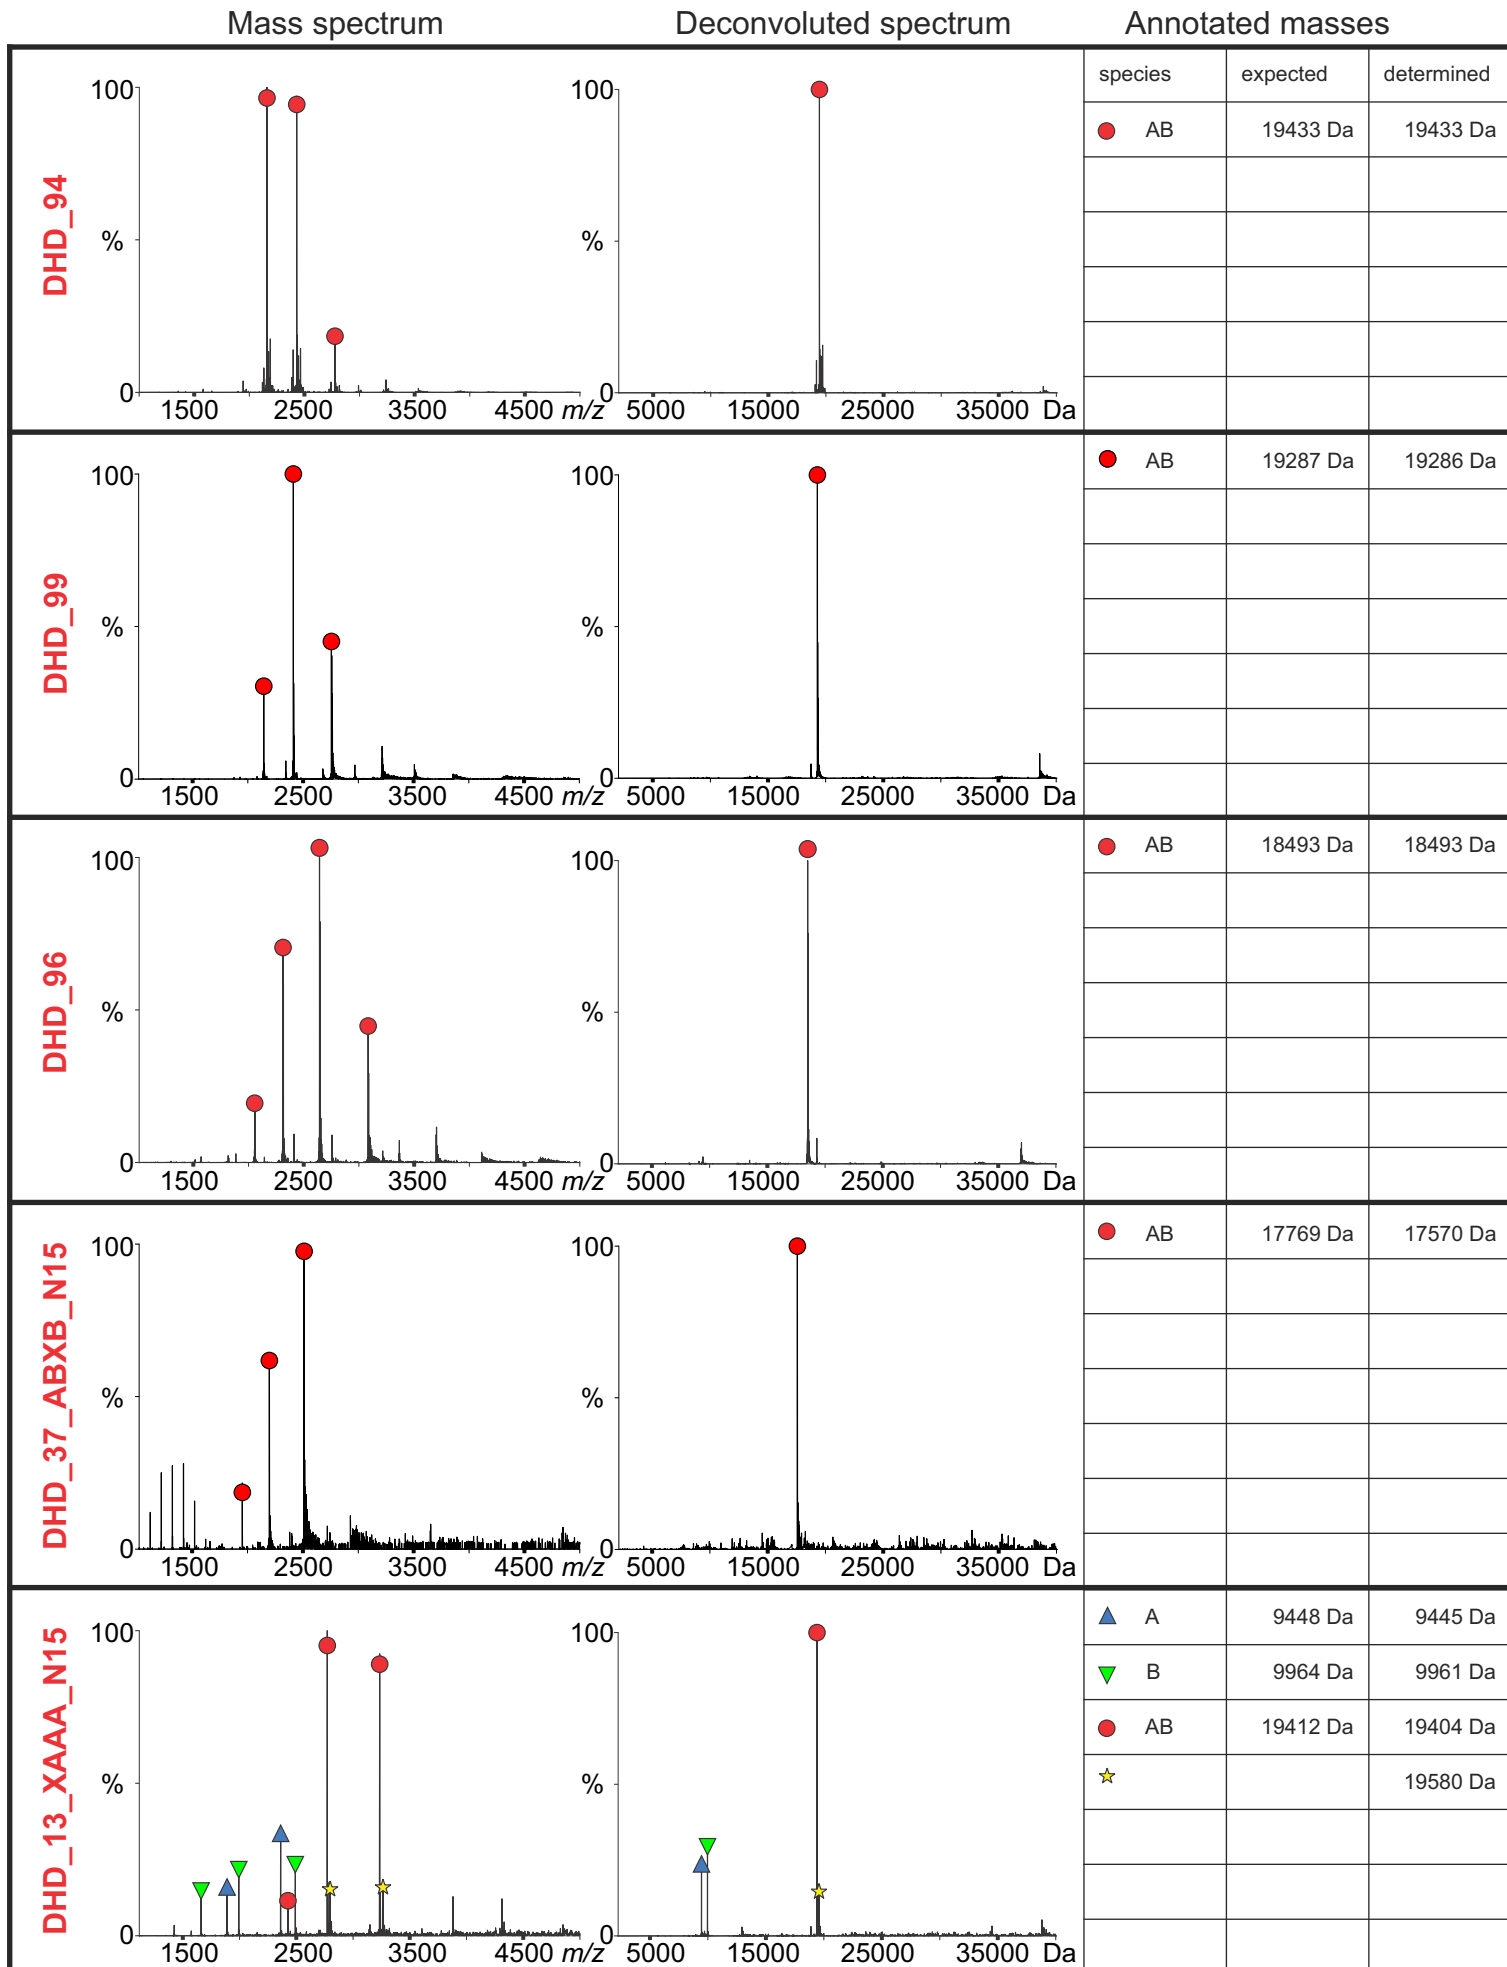 Mass spectrum Deconvoluted spectrum Annotated masses
species expected determined
DHD_94
100 % 0
1500 2500 3500 4500 m/z
100 % 0
5000 15000 25000 35000 Da
AB 19433 Da 19433 Da
DHD_99
100 % 0
1500 2500 3500 4500 m/z
100 % 0
5000 15000 25000 35000 Da
AB 19287 Da 19286 Da
DHD_96
100 % 0
1500 2500 3500 4500 m/z
100 % 0
5000 15000 25000 35000 Da
AB 18493 Da 18493 Da
DHD_37_ABXB_N15
100 % 0
1500 2500 3500 4500 m/z
100 % 0
5000 15000 25000 35000 Da
AB 17769 Da 17570 Da
DHD_13_XAAA_N15
100 % 0
1500 2500 3500 4500 m/z
100 % 0
5000 15000 25000 35000 Da
A 9448 Da 9445 Da
B 9964 Da 9961 Da
AB 19412 Da 19404 Da
19580 Da